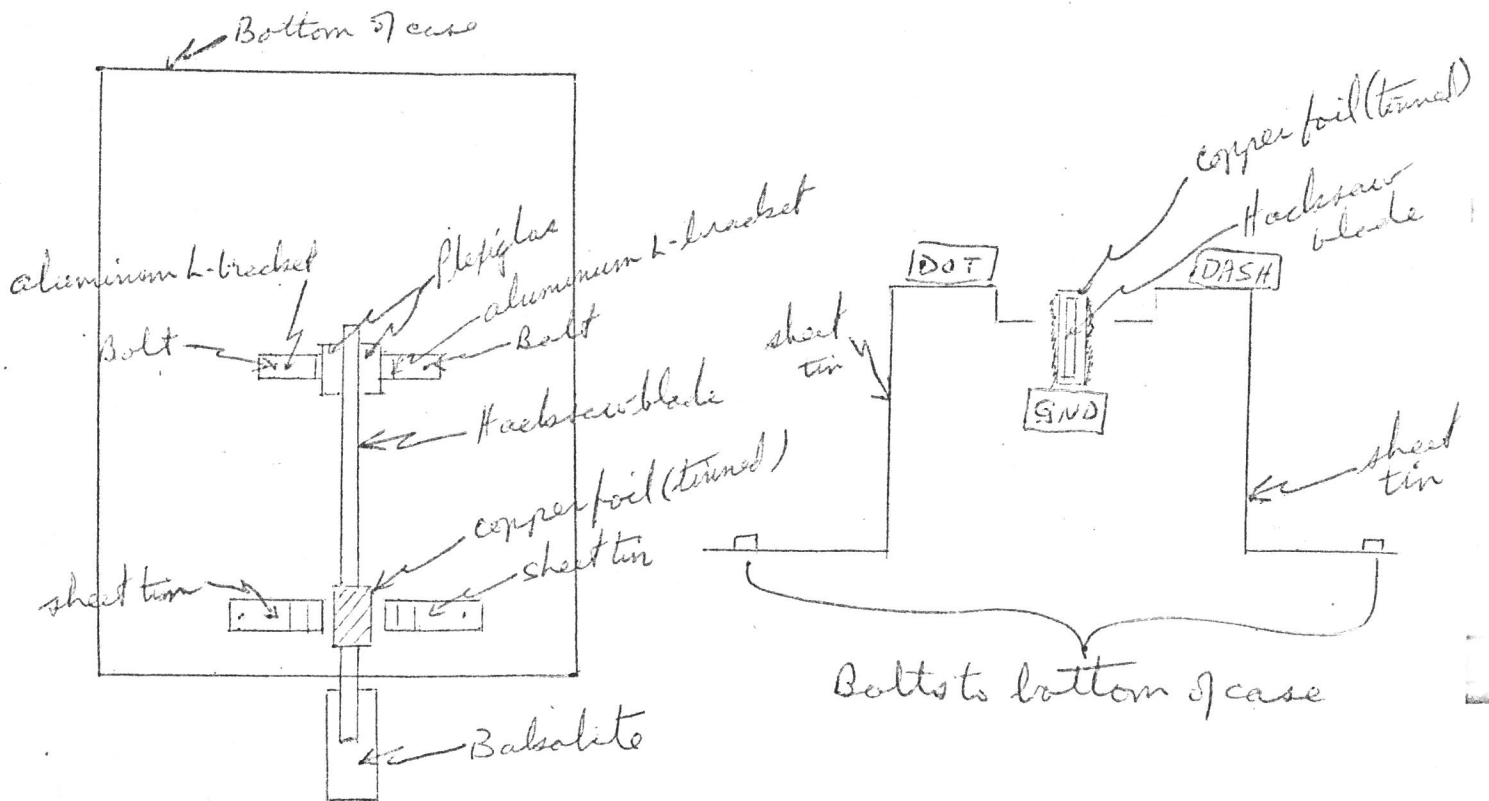 Bottom of case
aluminum L-bracket
Plexiglas
aluminum L-bracket
Bolt
Bolt
Hacksaw blade
copper foil (tinned)
sheet tin
sheet tin
Balsalite
copper foil (tinned)
Hacksaw
blade
DOT
DASH
sheet
tin
GND
sheet
tin
Bolts to bottom of case